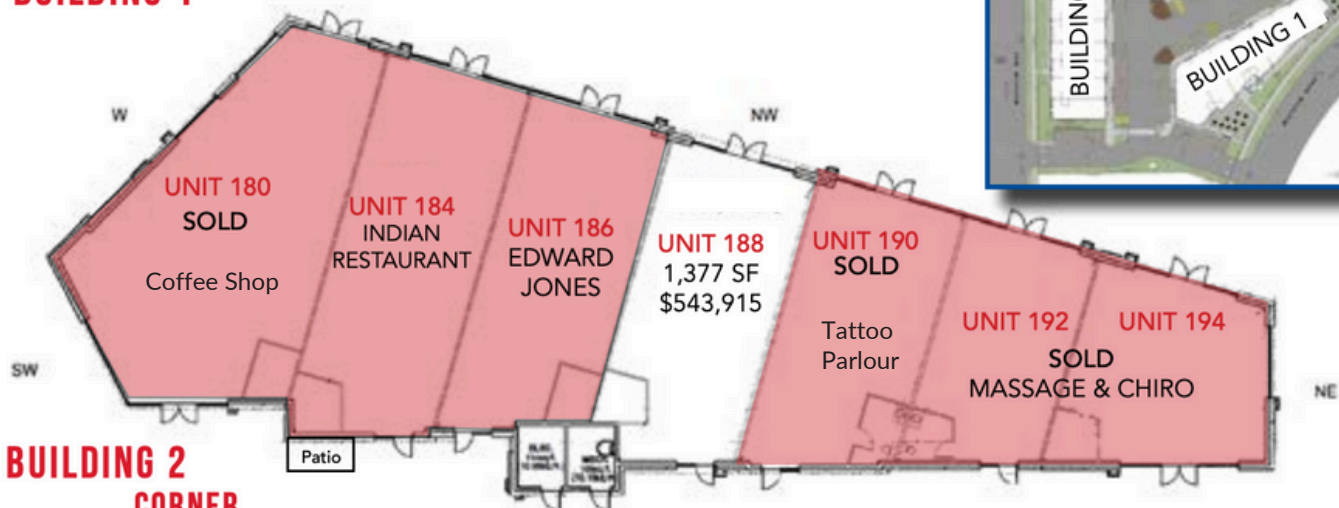 BUILDING 1
BUILDING
BUILDING 1
W
NW
UNIT 180
SOLD
Coffee Shop
UNIT 184
INDIAN
RESTAURANT
UNIT 186
EDWARD
JONES
UNIT 188
1,377 SF
$543,915
UNIT 190
SOLD
Tattoo
Parlour
UNIT 192
UNIT 194
SOLD
MASSAGE & CHIRO
SW
NE
Patio
BUILDING 2
CORNER